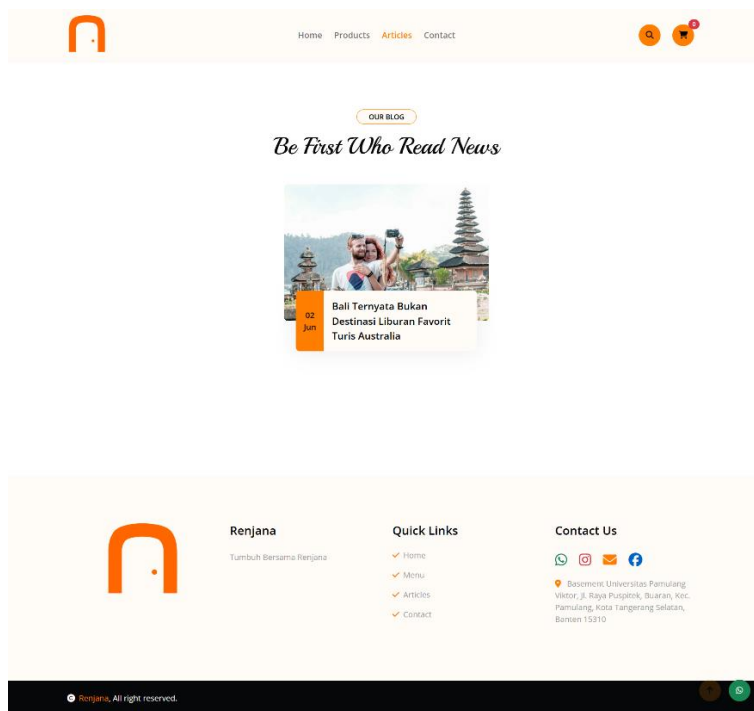 Home Products Articles Contact
0
OUR BLOG
Be First Who Read News
02
Jun
Bali Ternyata Bukan
Destinasi Liburan Favorit
Turis Australia
Renjana
Tumbuh Bersama Renjana
Quick Links
Home
Menu
Articles
Contact
Contact Us
Basement Universitas Pamulang
Viktor, Jl. Raya Puspitek, Buaran, Kec.
Pamulang, Kota Tangerang Selatan,
Banten 15310
Renjana, All right reserved.